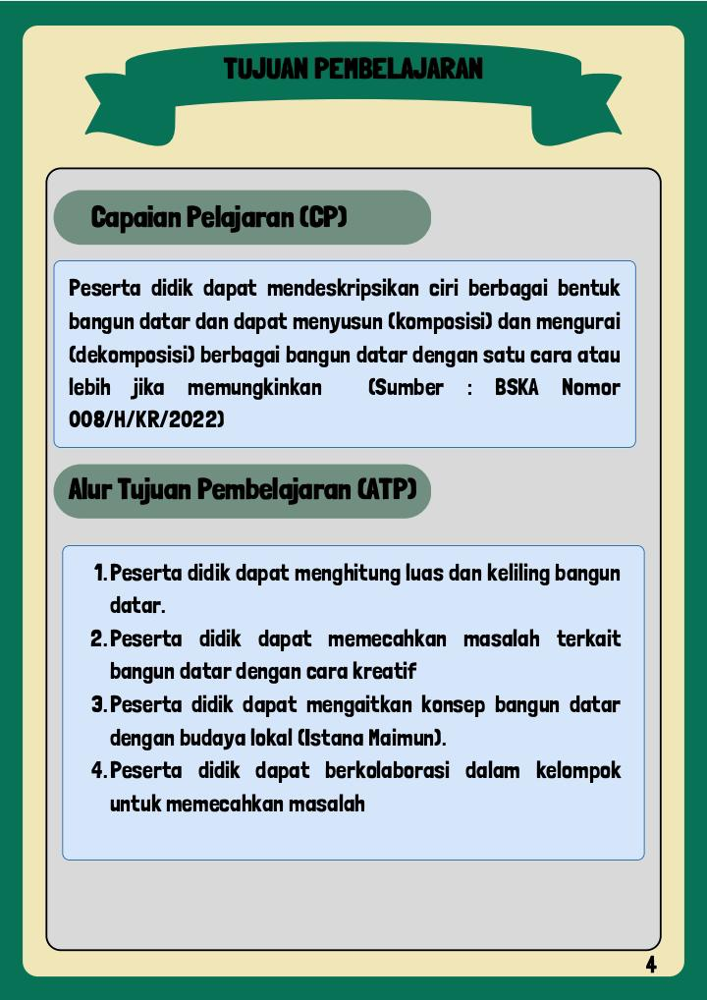 TUJUAN PEMBELAJARAN
Capaian Pelajaran (CP)
Peserta didik dapat mendeskripsikan ciri berbagai bentuk
bangun datar dan dapat menyusun (komposisi) dan mengurai
(dekomposisi) berbagai bangun datar dengan satu cara atau
lebih jika memungkinkan (Sumber : BSKA Nomor
008/H/KR/2022)
Alur Tujuan Pembelajaran (ATP)
1. Peserta didik dapat menghitung luas dan keliling bangun
datar.
2. Peserta didik dapat memecahkan masalah terkait
bangun datar dengan cara kreatif
3. Peserta didik dapat mengaitkan konsep bangun datar
dengan budaya lokal (Istana Maimun).
4. Peserta didik dapat berkolaborasi dalam kelompok
untuk memecahkan masalah
4